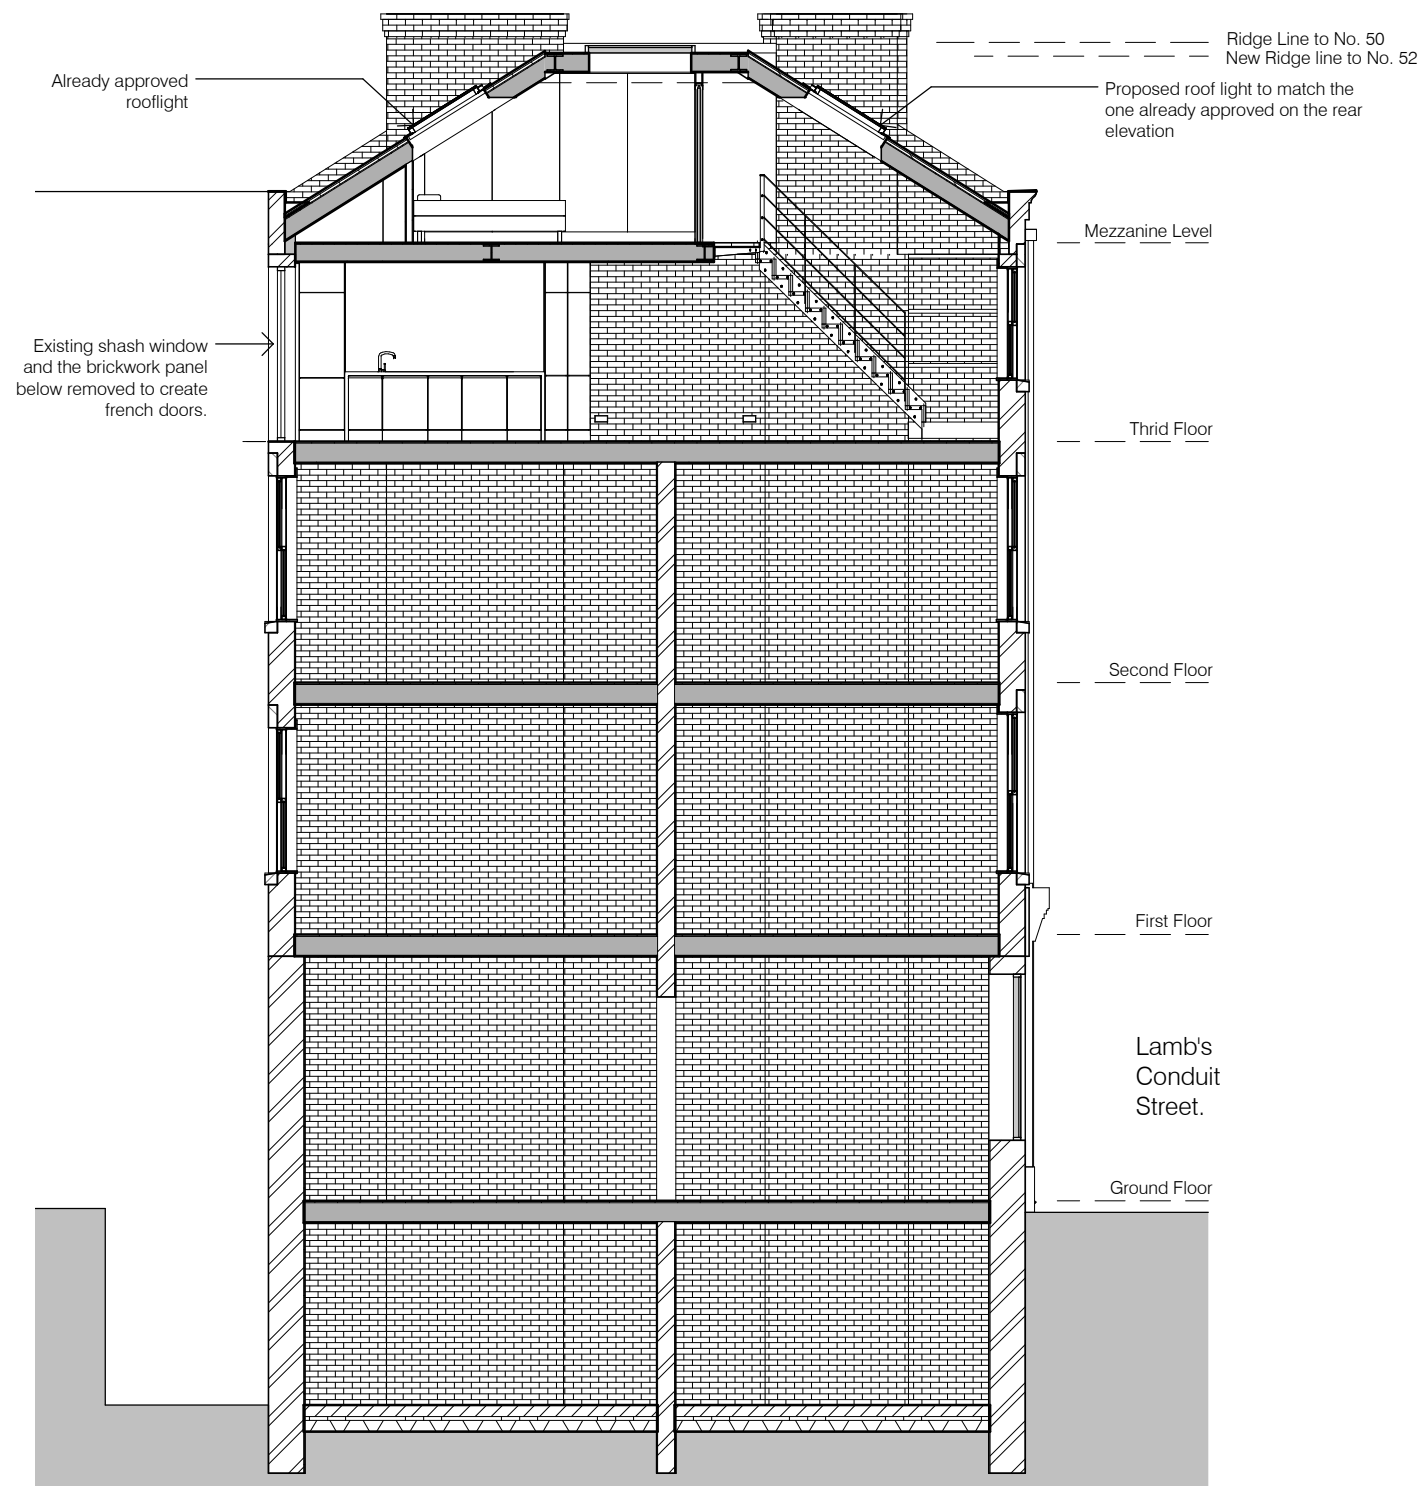 Ridge Line to No. 50
New Ridge line to No. 52
Already approved
rooflight
Proposed roof light to match the
one already approved on the rear
elevation
Mezzanine Level
Existing shash window
and the brickwork panel
below removed to create
french doors.
Thrid Floor
Second Floor
First Floor
Lamb's
Conduit
Street.
Ground Floor